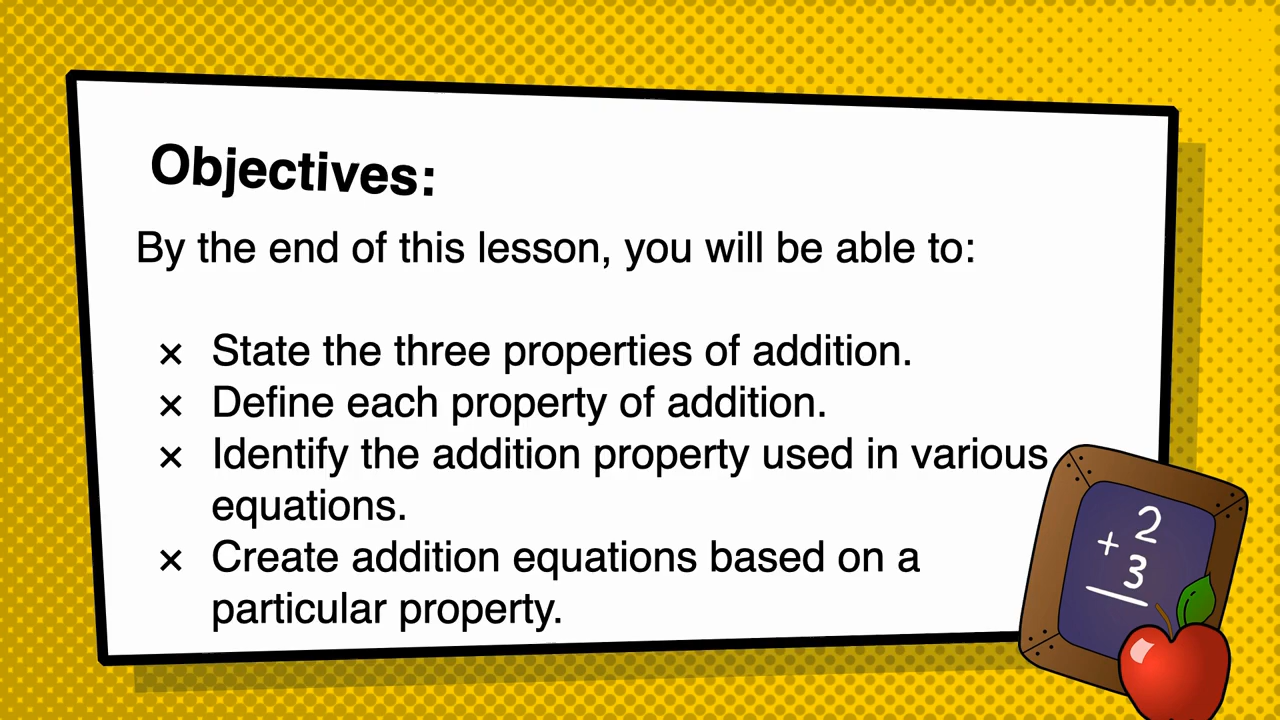 Objectives:
By the end of this lesson, you will be able to:
× State the three properties of addition.
× Define each property of addition.
× Identify the addition property used in various
equations.
× Create addition equations based on a
particular property.
2
+ 3